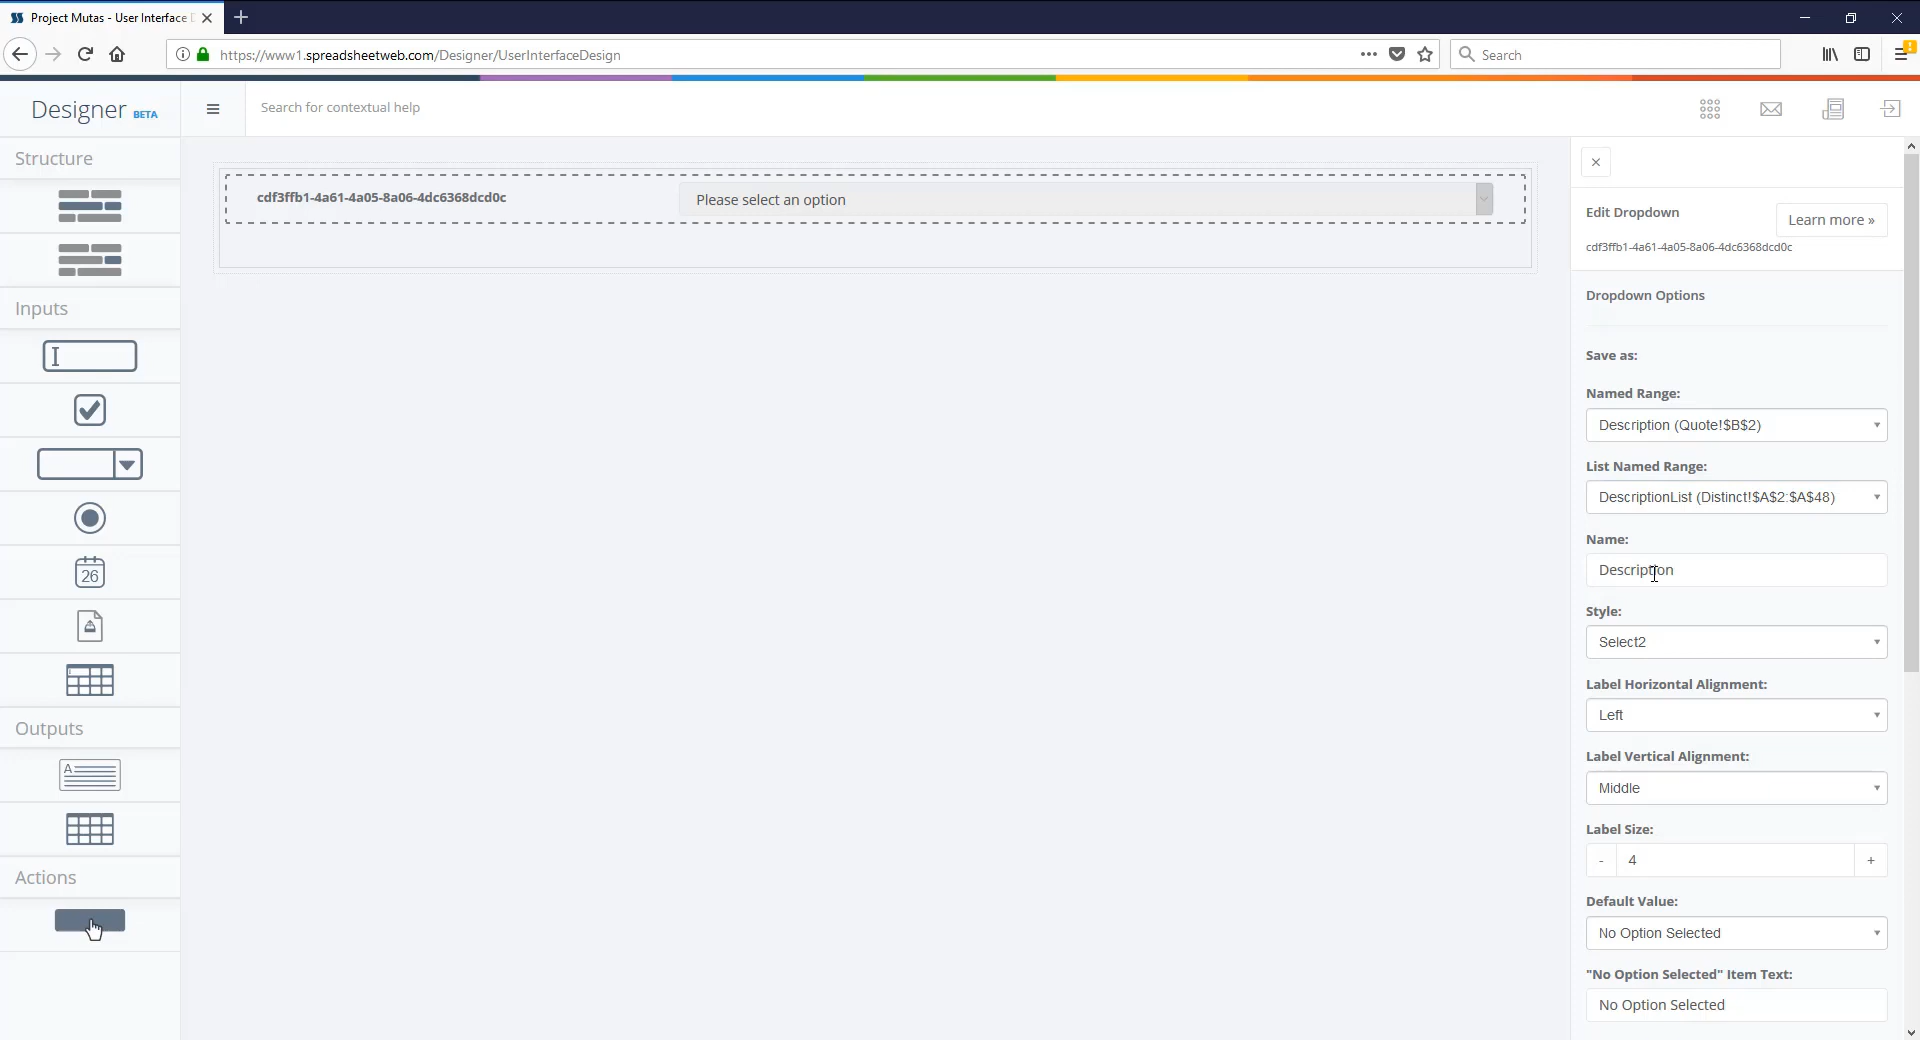 Project Mutas - User Interface D
https://www1.spreadsheetweb.com/Designer/UserInterfaceDesign
Search
Designer BETA
Search for contextual help
Structure
Inputs
26
Outputs
A
Actions
cdf3ffb1-4a61-4a05-8a06-4dc6368dcd0c
Please select an option
Edit Dropdown
Learn more »
cdf3ffb1-4a61-4a05-8a06-4dc6368dcd0c
Dropdown Options
Save as:
Named Range:
Description (Quote!$B$2)
List Named Range:
DescriptionList (Distinct!$A$2:$A$48)
Name:
Description
Style:
Select2
Label Horizontal Alignment:
Left
Label Vertical Alignment:
Middle
Label Size:
- 4 +
Default Value:
No Option Selected
"No Option Selected" Item Text:
No Option Selected